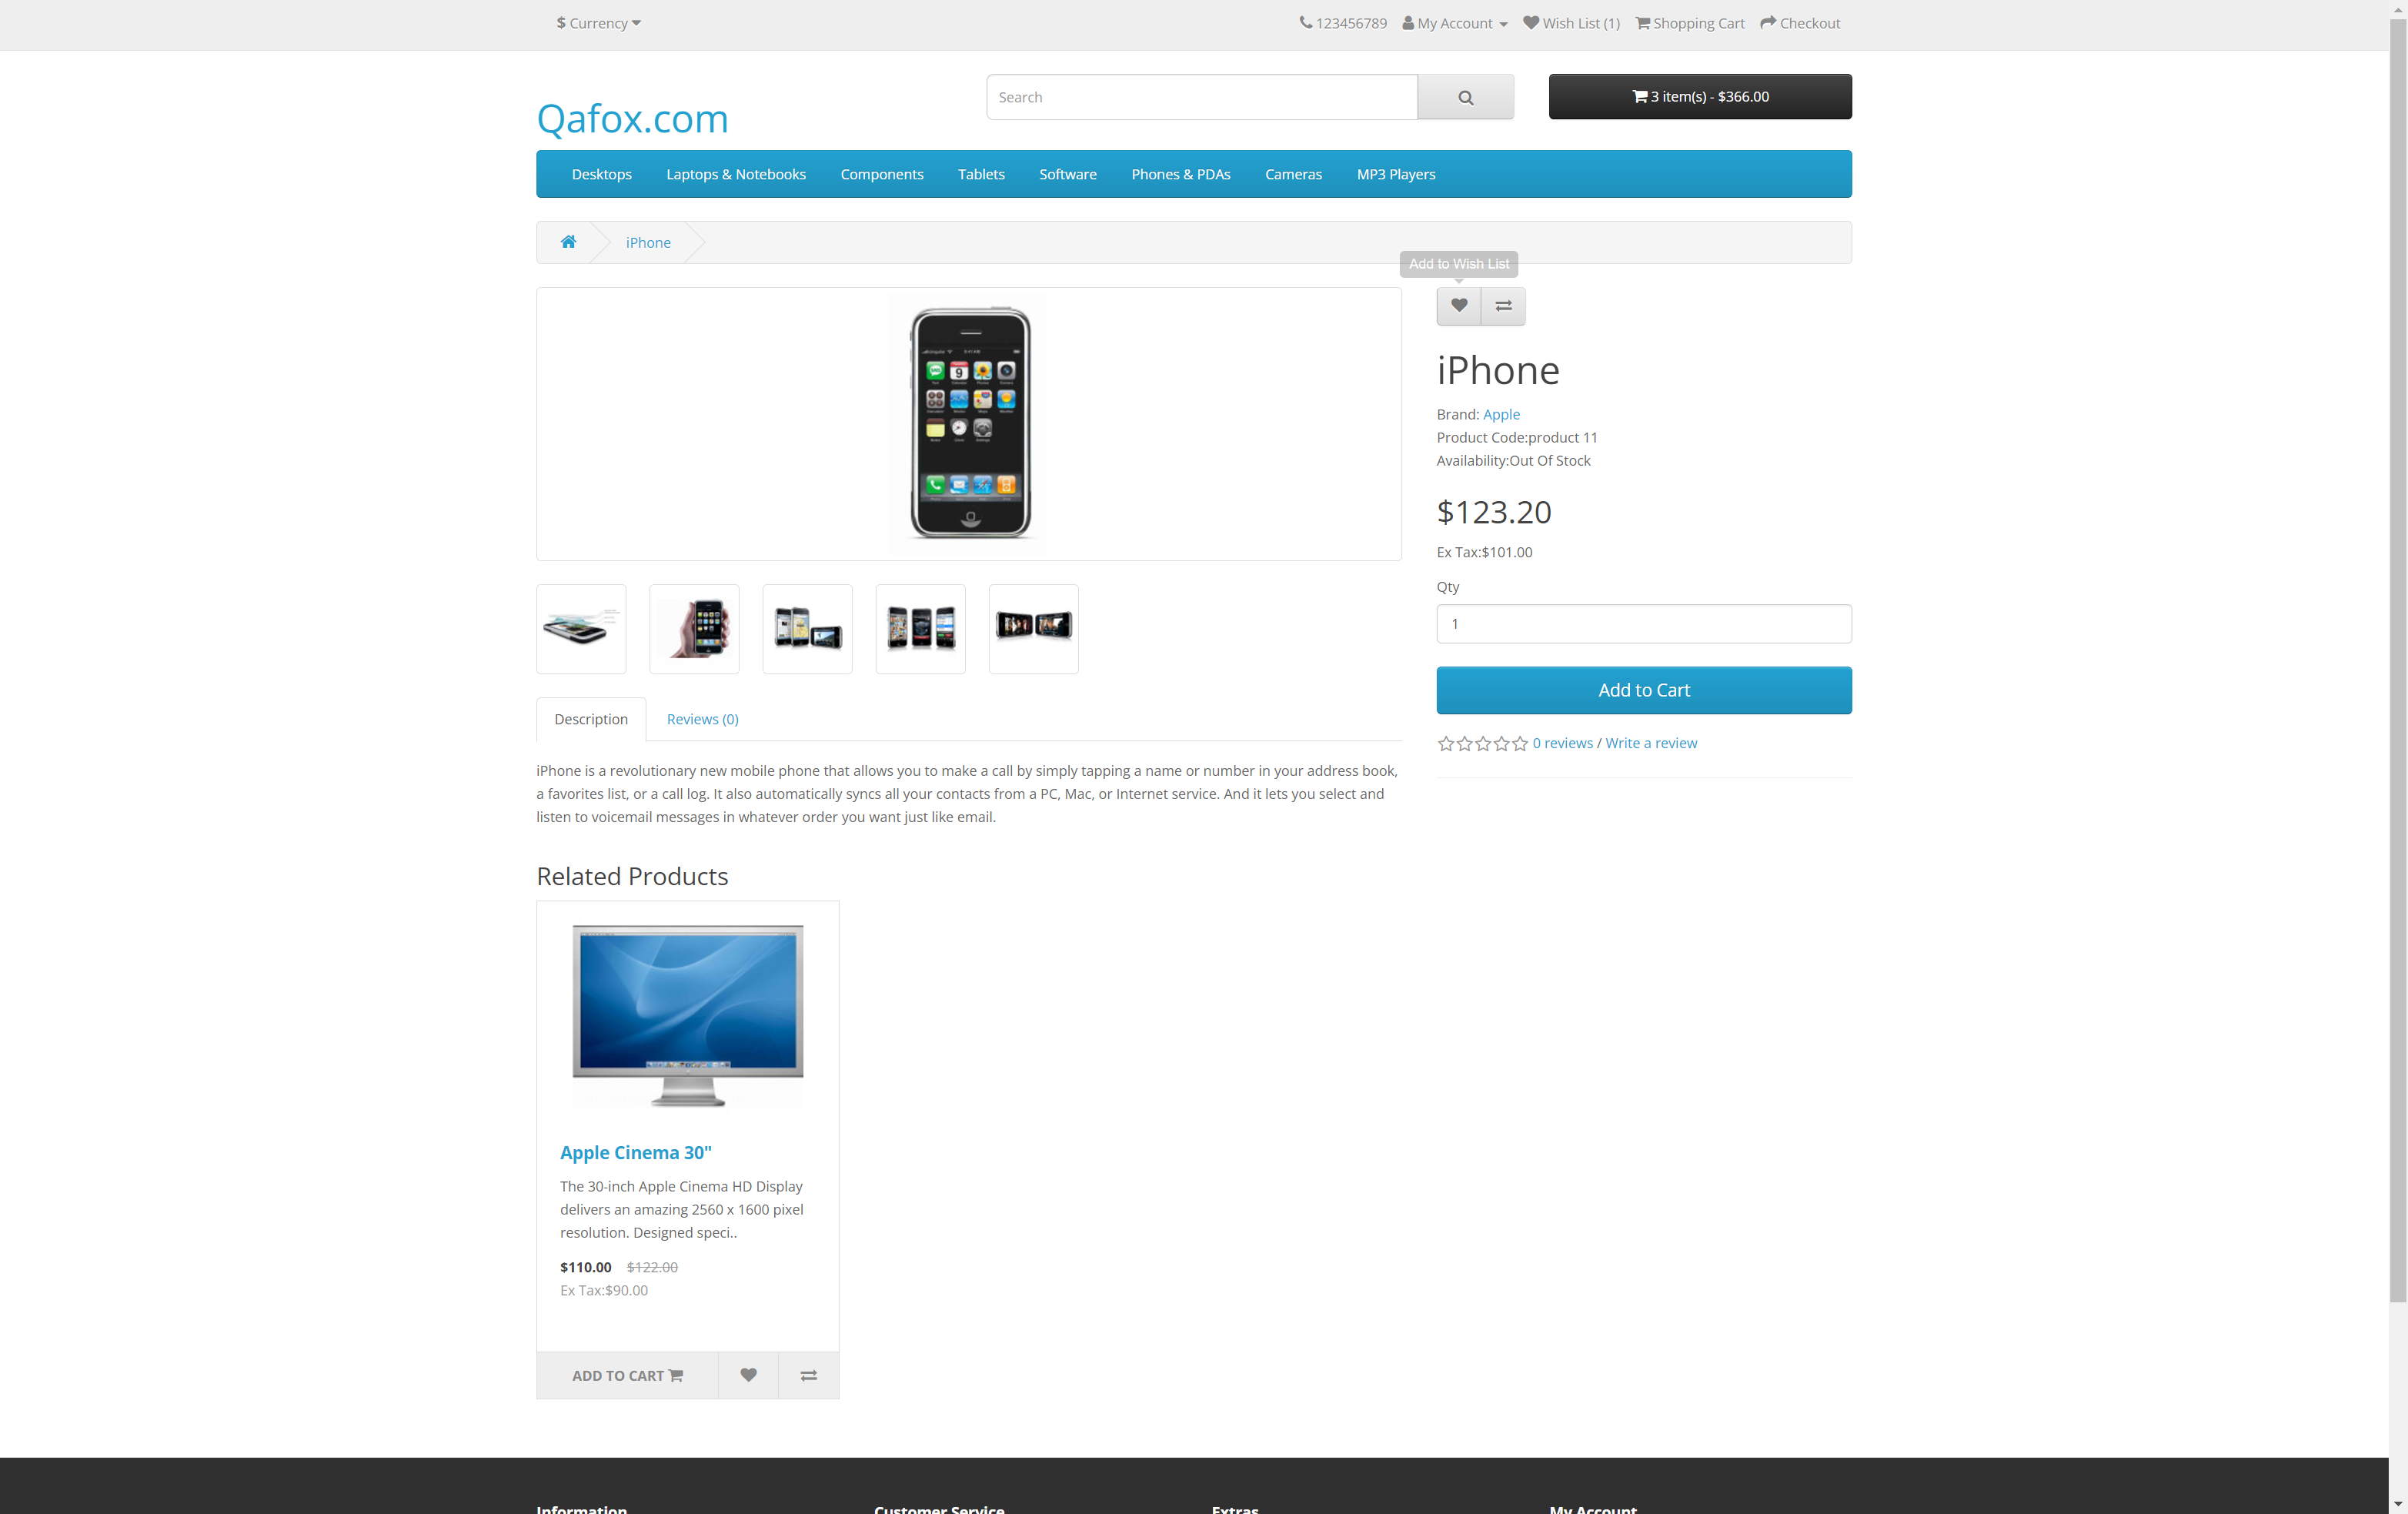 $ Currency
123456789 My Account Wish List (1) Shopping Cart Checkout
Qafox.com
Search
3 item(s) - $366.00
Desktops Laptops & Notebooks Components Tablets Software Phones & PDAs Cameras MP3 Players
iPhone
Add to Wish List
iPhone
Brand: Apple
Product Code:product 11
Availability:Out Of Stock
$123.20
Ex Tax:$101.00
Qty
1
Add to Cart
0 reviews / Write a review
Description Reviews (0)
iPhone is a revolutionary new mobile phone that allows you to make a call by simply tapping a name or number in your address book,
a favorites list, or a call log. It also automatically syncs all your contacts from a PC, Mac, or Internet service. And it lets you select and
listen to voicemail messages in whatever order you want just like email.
Related Products
Apple Cinema 30"
The 30-inch Apple Cinema HD Display
delivers an amazing 2560 x 1600 pixel
resolution. Designed speci..
$110.00 $122.00
Ex Tax:$90.00
ADD TO CART
Information Customer Service Extras My Account